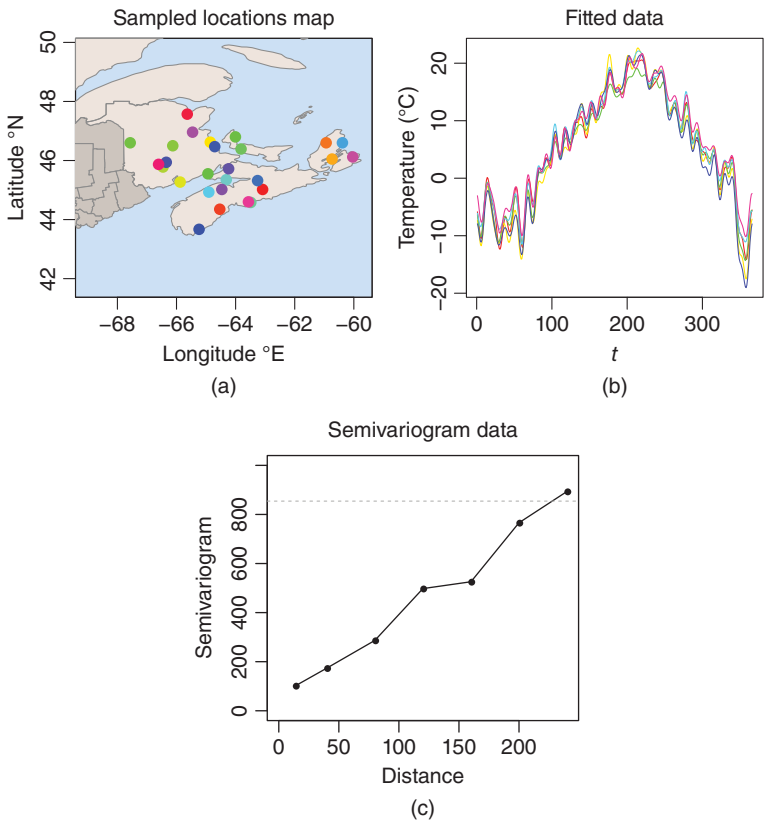 Sampled locations map
50
48
46
44
42
Latitude °N
−68
−66
−64
−62
−60
Longitude °E
(a)
Fitted data
20
10
0
−10
−20
Temperature (°C)
0
100
200
300
t
(b)
Semivariogram data
800
600
400
200
0
Semivariogram
0
50
100
150
200
Distance
(c)